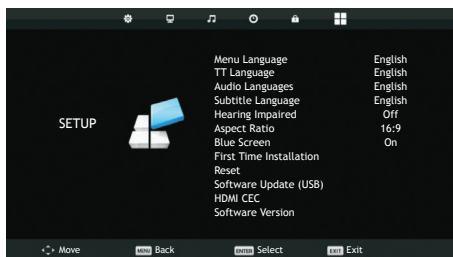 Menu Language English
TT Language English
Audio Languages English
Subtitle Language English
Hearing Impaired Off
SETUP
Aspect Ratio 16:9
Blue Screen On
First Time Installation
Reset
Software Update (USB)
HDMI CEC
Software Version
Move MENU Back ENTER Select EXIT Exit